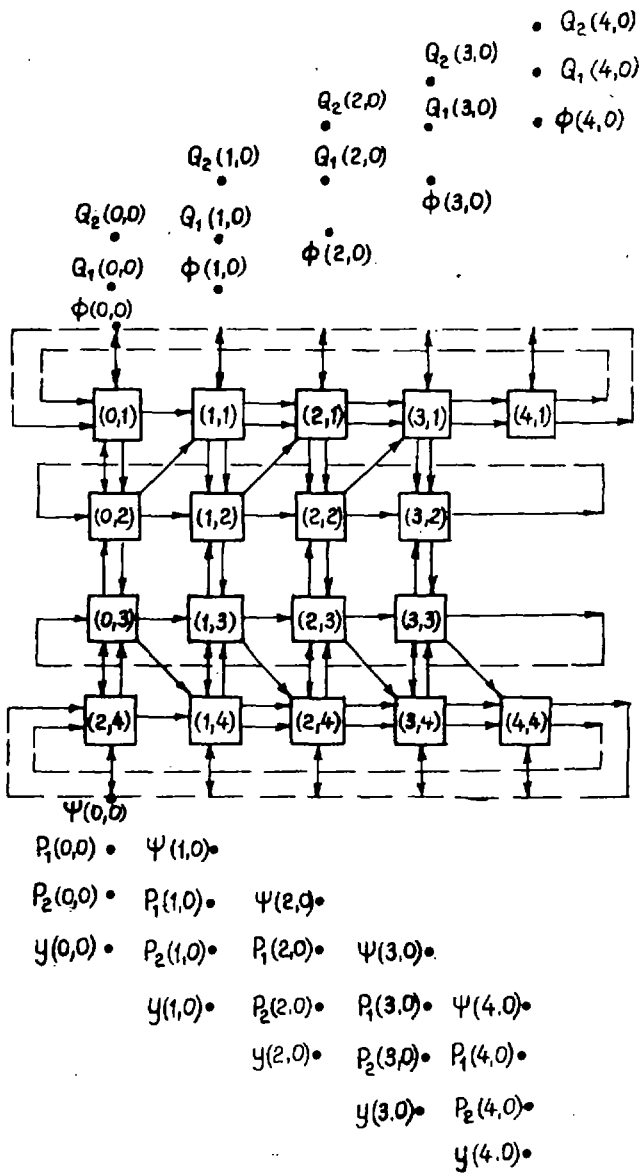 Q₂(4,0)
Q₂(3,0) Q₁(4,0)
Q₂(2,0) Q₁(3,0) ϕ(4,0)
Q₂(1,0) Q₁(2,0) ϕ(3,0)
Q₂(0,0) Q₁(1,0) ϕ(2,0)
Q₁(0,0) ϕ(1,0)
ϕ(0,0)
(0,1) (1,1) (2,1) (3,1) (4,1)
(0,2) (1,2) (2,2) (3,2)
(0,3) (1,3) (2,3) (3,3)
(2,4) (1,4) (2,4) (3,4) (4,4)
Ψ(0,0)
P₁(0,0) Ψ(1,0)
P₂(0,0) P₁(1,0) Ψ(2,0)
y(0,0) P₂(1,0) P₁(2,0) Ψ(3,0)
y(1,0) P₂(2,0) P₁(3,0) Ψ(4,0)
y(2,0) P₂(3,0) P₁(4,0)
y(3,0) P₂(4,0)
y(4,0)